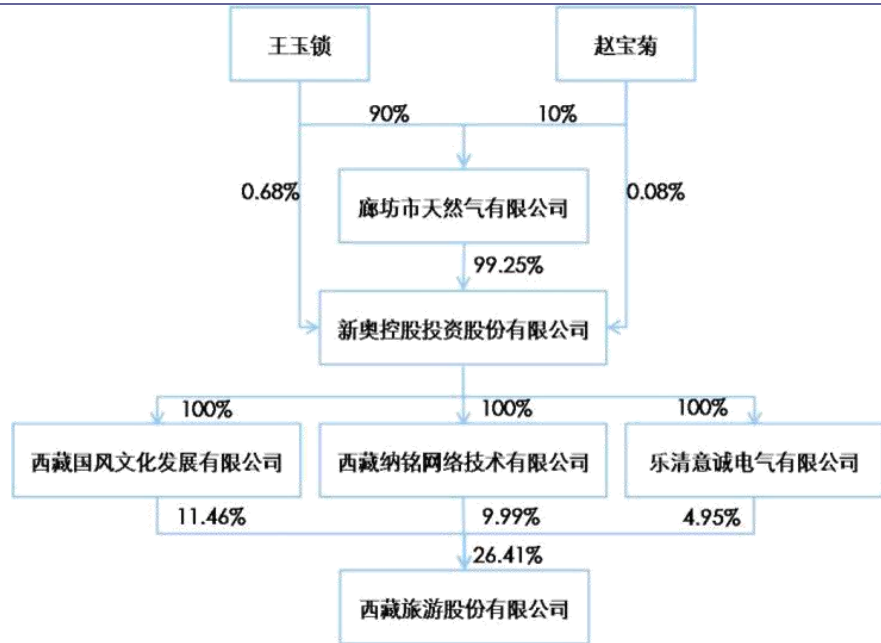 王玉锁
赵宝菊
90%
10%
0.68%
0.08%
廊坊市天然气有限公司
99.25%
新奥控股投资股份有限公司
100%
100%
100%
西藏国风文化发展有限公司
西藏纳铭网络技术有限公司
乐清意诚电气有限公司
11.46%
9.99%
4.95%
26.41%
西藏旅游股份有限公司